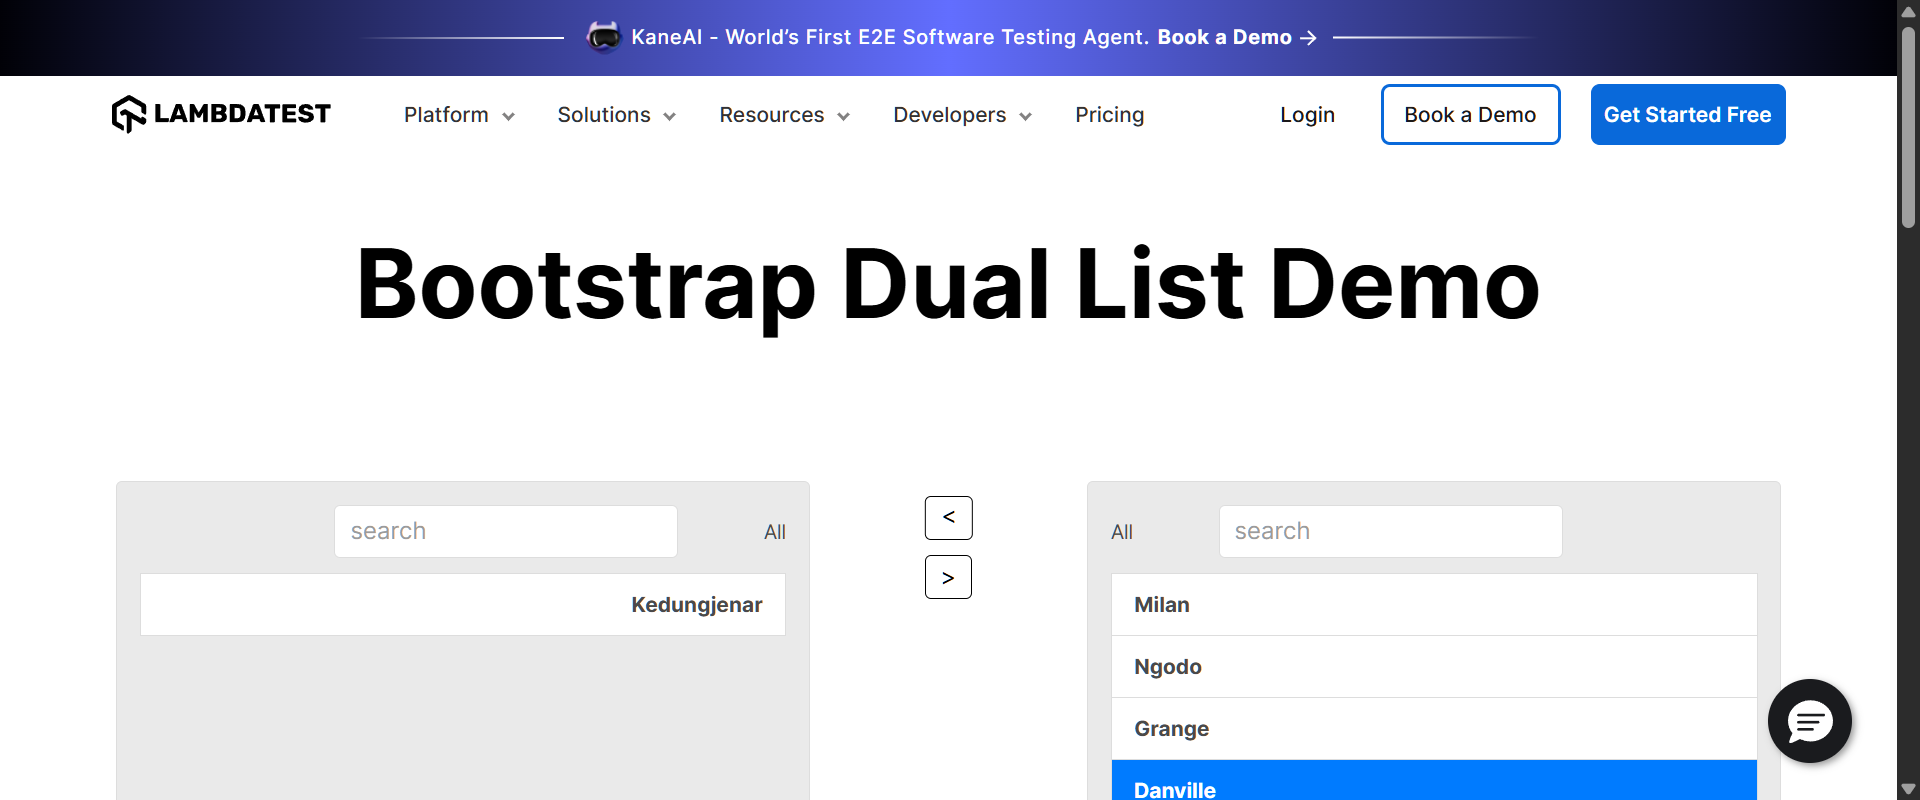 KaneAI - World’s First E2E Software Testing Agent. Book a Demo →
LAMBDATEST Platform Solutions Resources Developers Pricing Login Book a Demo Get Started Free
Bootstrap Dual List Demo
search All
<
All search
>
Kedungjenar
Milan
Ngodo
Grange
Danville